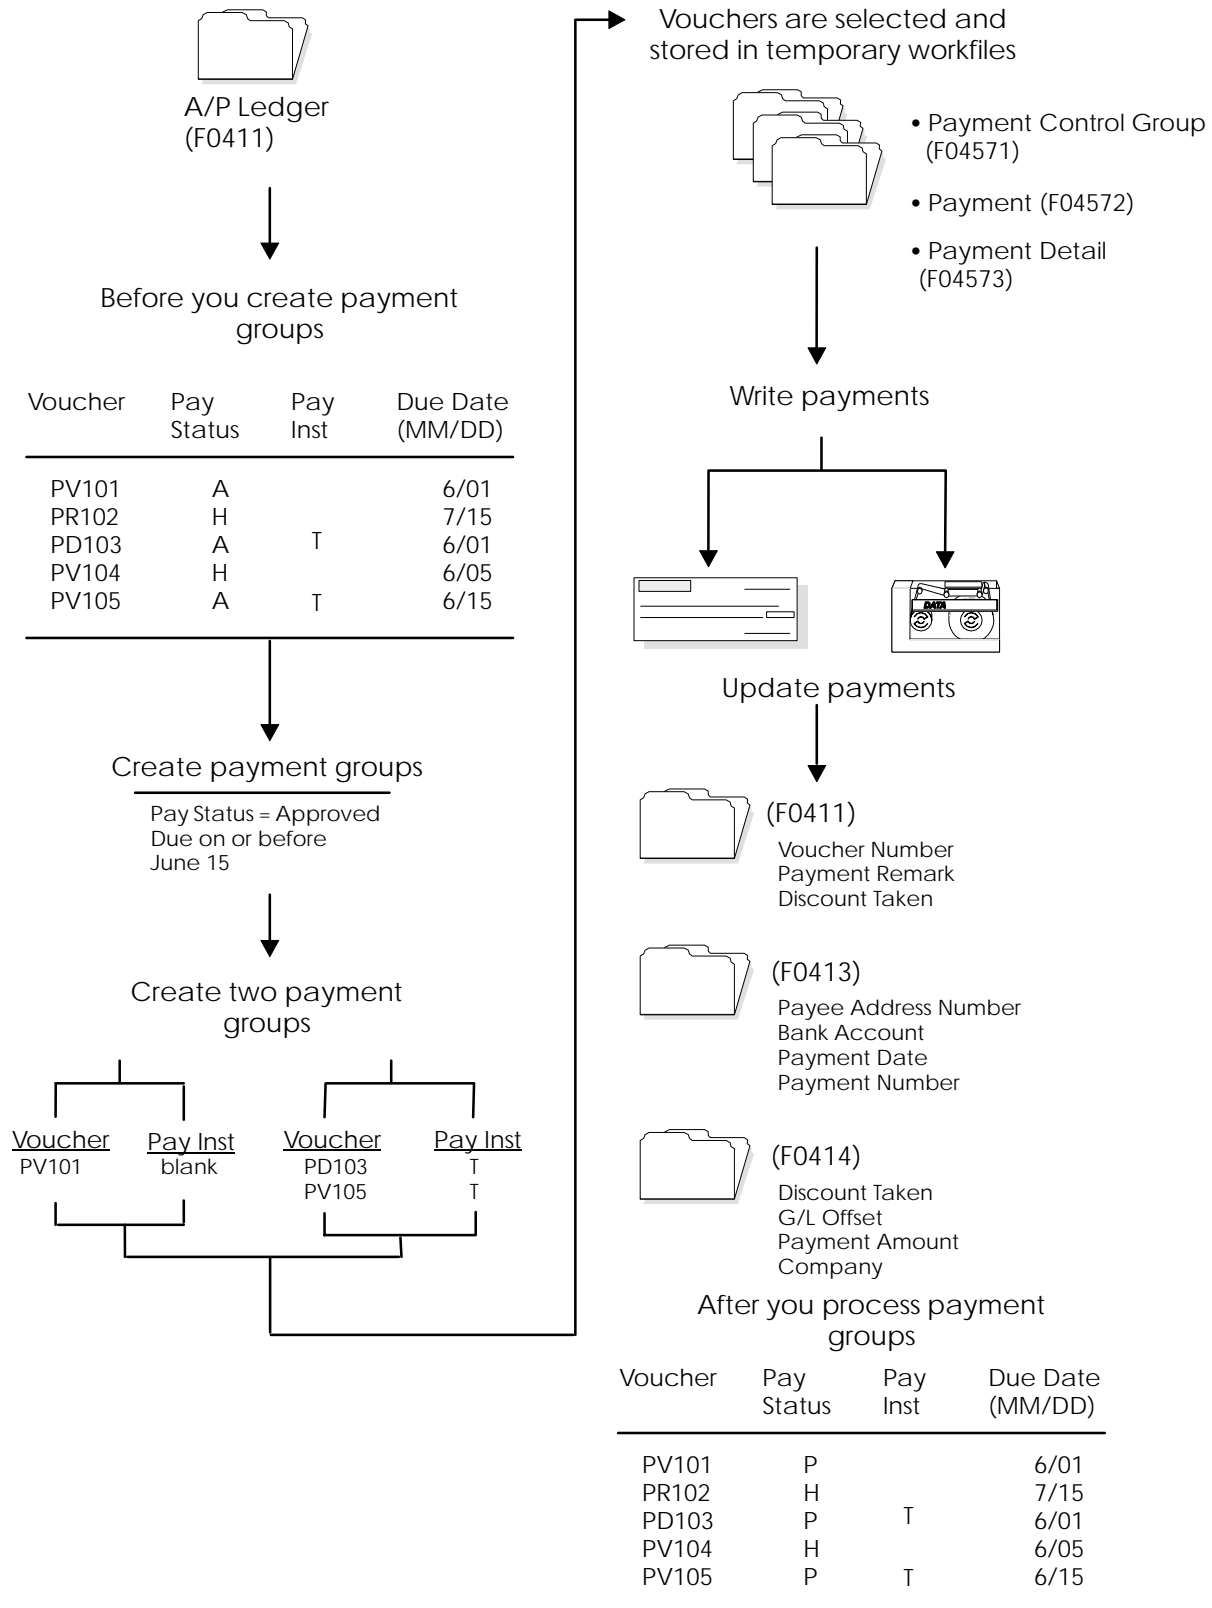 A/P Ledger
(F0411)
Before you create payment
groups
Voucher Pay Pay Due Date
Status Inst (MM/DD)
PV101 A 6/01
PR102 H 7/15
PD103 A T 6/01
PV104 H 6/05
PV105 A T 6/15
Create payment groups
Pay Status = Approved
Due on or before
June 15
Create two payment
groups
Voucher Pay Inst
PV101 blank
Voucher Pay Inst
PD103 T
PV105 T
Vouchers are selected and
stored in temporary workfiles
• Payment Control Group
(F04571)
• Payment (F04572)
• Payment Detail
(F04573)
Write payments
DATA
Update payments
(F0411)
Voucher Number
Payment Remark
Discount Taken
(F0413)
Payee Address Number
Bank Account
Payment Date
Payment Number
(F0414)
Discount Taken
G/L Offset
Payment Amount
Company
After you process payment
groups
Voucher Pay Pay Due Date
Status Inst (MM/DD)
PV101 P 6/01
PR102 H 7/15
PD103 P T 6/01
PV104 H 6/05
PV105 P T 6/15